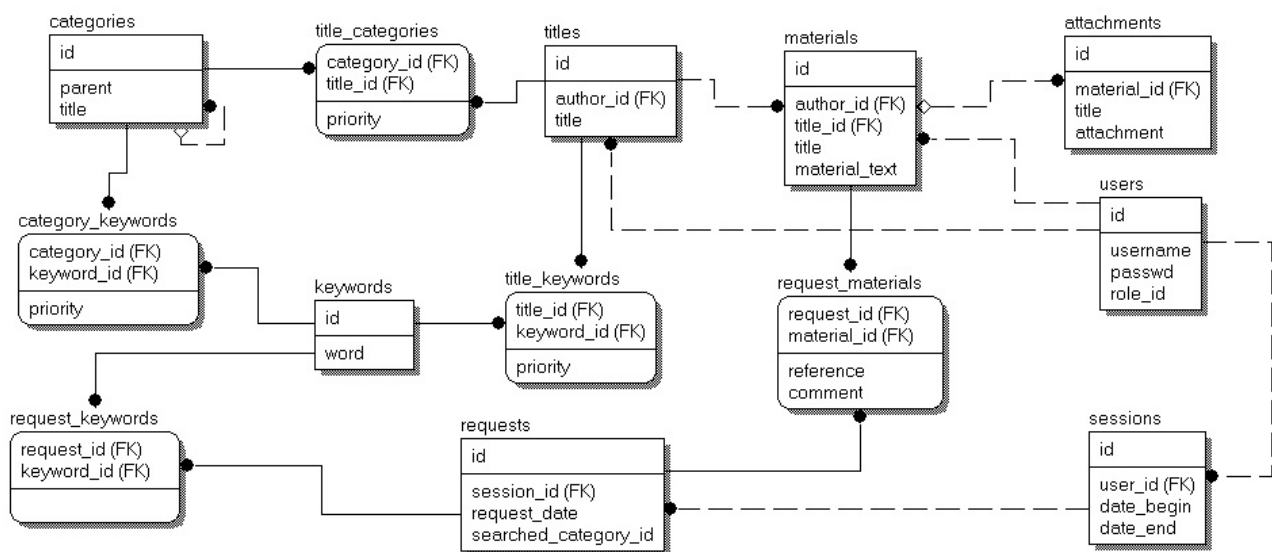 categories
id
parent
title
title_categories
category_id (FK)
title_id (FK)
priority
titles
id
author_id (FK)
title
materials
id
author_id (FK)
title_id (FK)
title
material_text
attachments
id
material_id (FK)
title
attachment
category_keywords
category_id (FK)
keyword_id (FK)
priority
keywords
id
word
title_keywords
title_id (FK)
keyword_id (FK)
priority
request_materials
request_id (FK)
material_id (FK)
reference
comment
users
id
username
passwd
role_id
request_keywords
request_id (FK)
keyword_id (FK)
requests
id
session_id (FK)
request_date
searched_category_id
sessions
id
user_id (FK)
date_begin
date_end